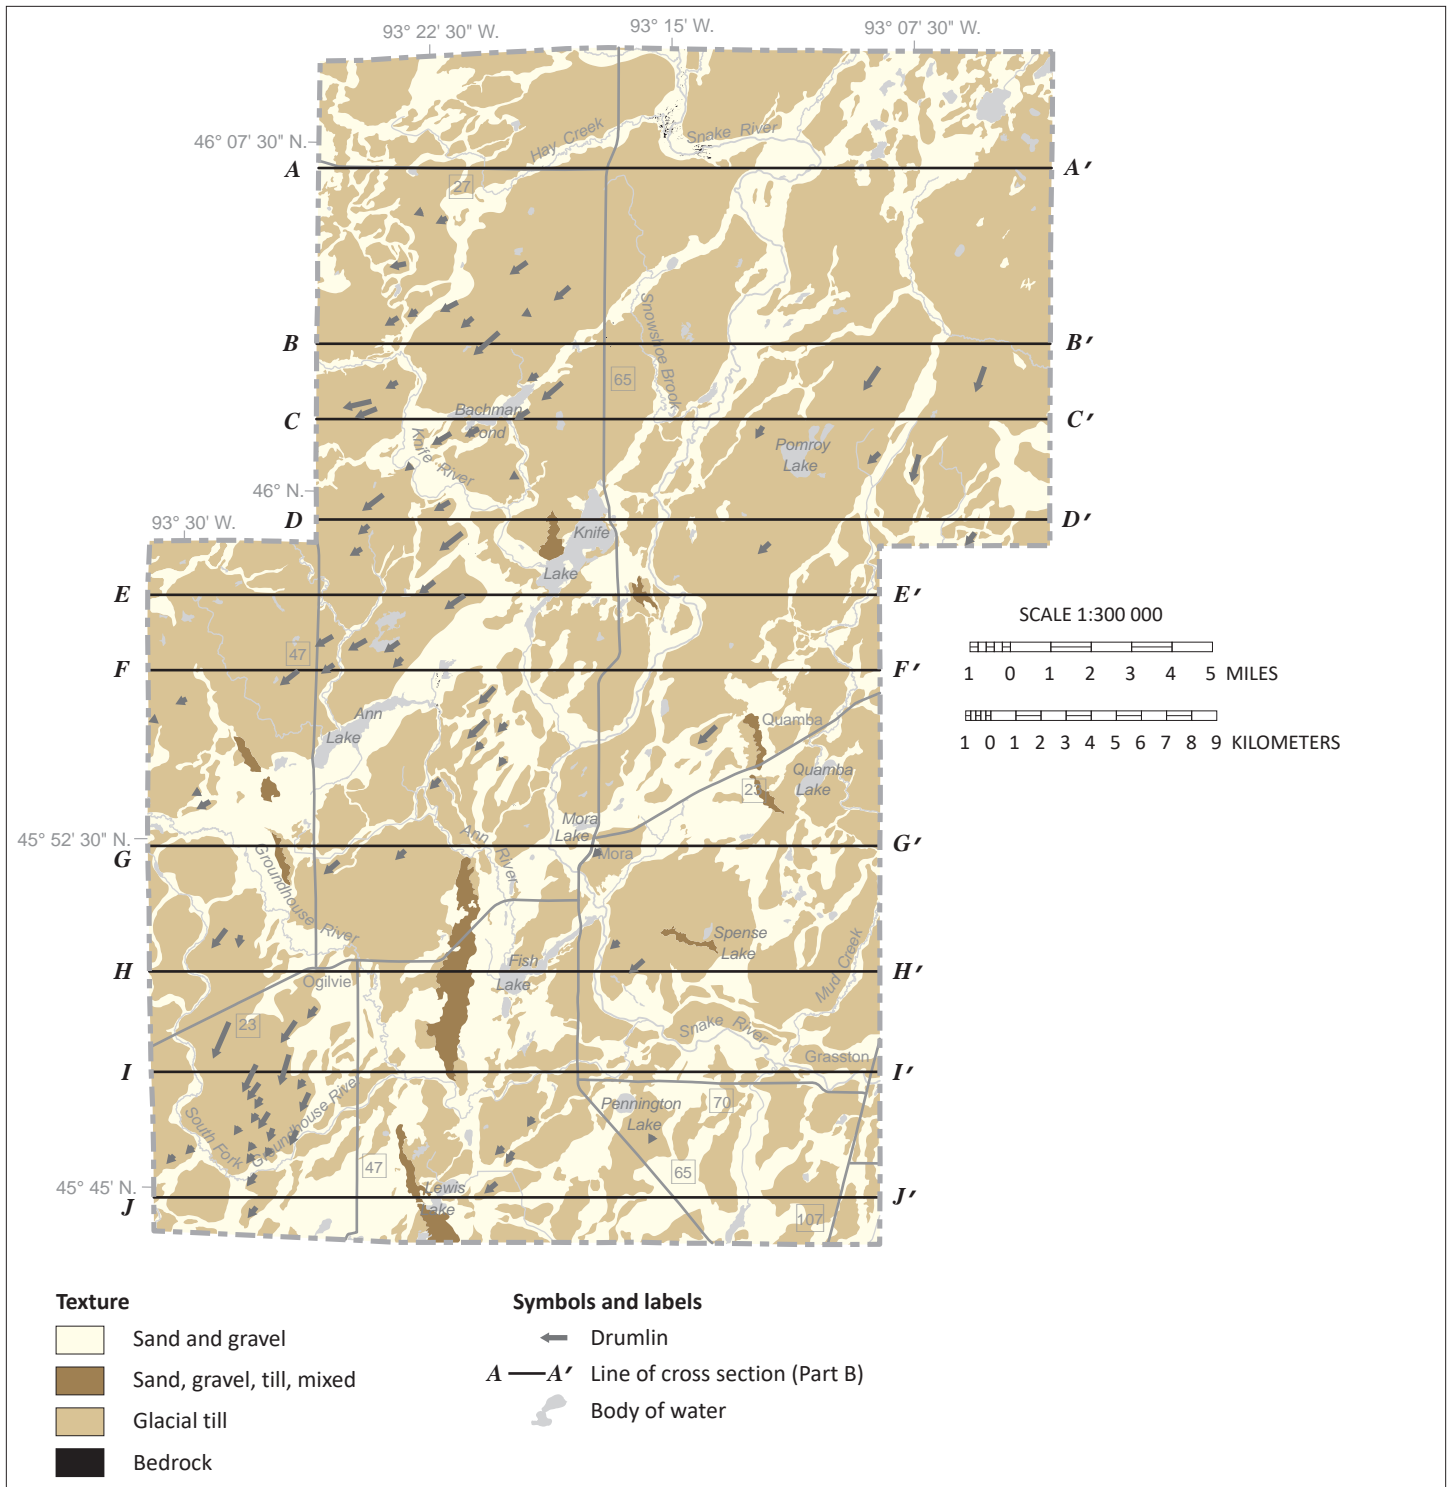 93° 22' 30" W.
93° 15' W.
93° 07' 30" W.
46° 07' 30" N.
Hay Creek
Snake River
A
A'
27
Snowshoe Brook
B
B'
65
Bachman
Pond
C
C'
Knife River
Pomroy
Lake
46° N.
93° 30' W.
D
D'
Knife
Lake
E
E'
SCALE 1:300 000
47
F
F'
1 0 1 2 3 4 5 MILES
Ann
Lake
Quamba
1 0 1 2 3 4 5 6 7 8 9 KILOMETERS
Quamba
Lake
23
Mora
Lake
45° 52' 30" N.
Ann River
G
G'
Mora
Groundhouse River
Spense
Lake
Fish
Lake
H
H'
Ogilvie
Mud Creek
23
Snake River
Grasston
I
I'
Pennington
Lake
70
South Fork Groundhouse River
47
65
45° 45' N.
Lewis
Lake
J
J'
107
Texture
Sand and gravel
Sand, gravel, till, mixed
Glacial till
Bedrock
Symbols and labels
Drumlin
A A' Line of cross section (Part B)
Body of water